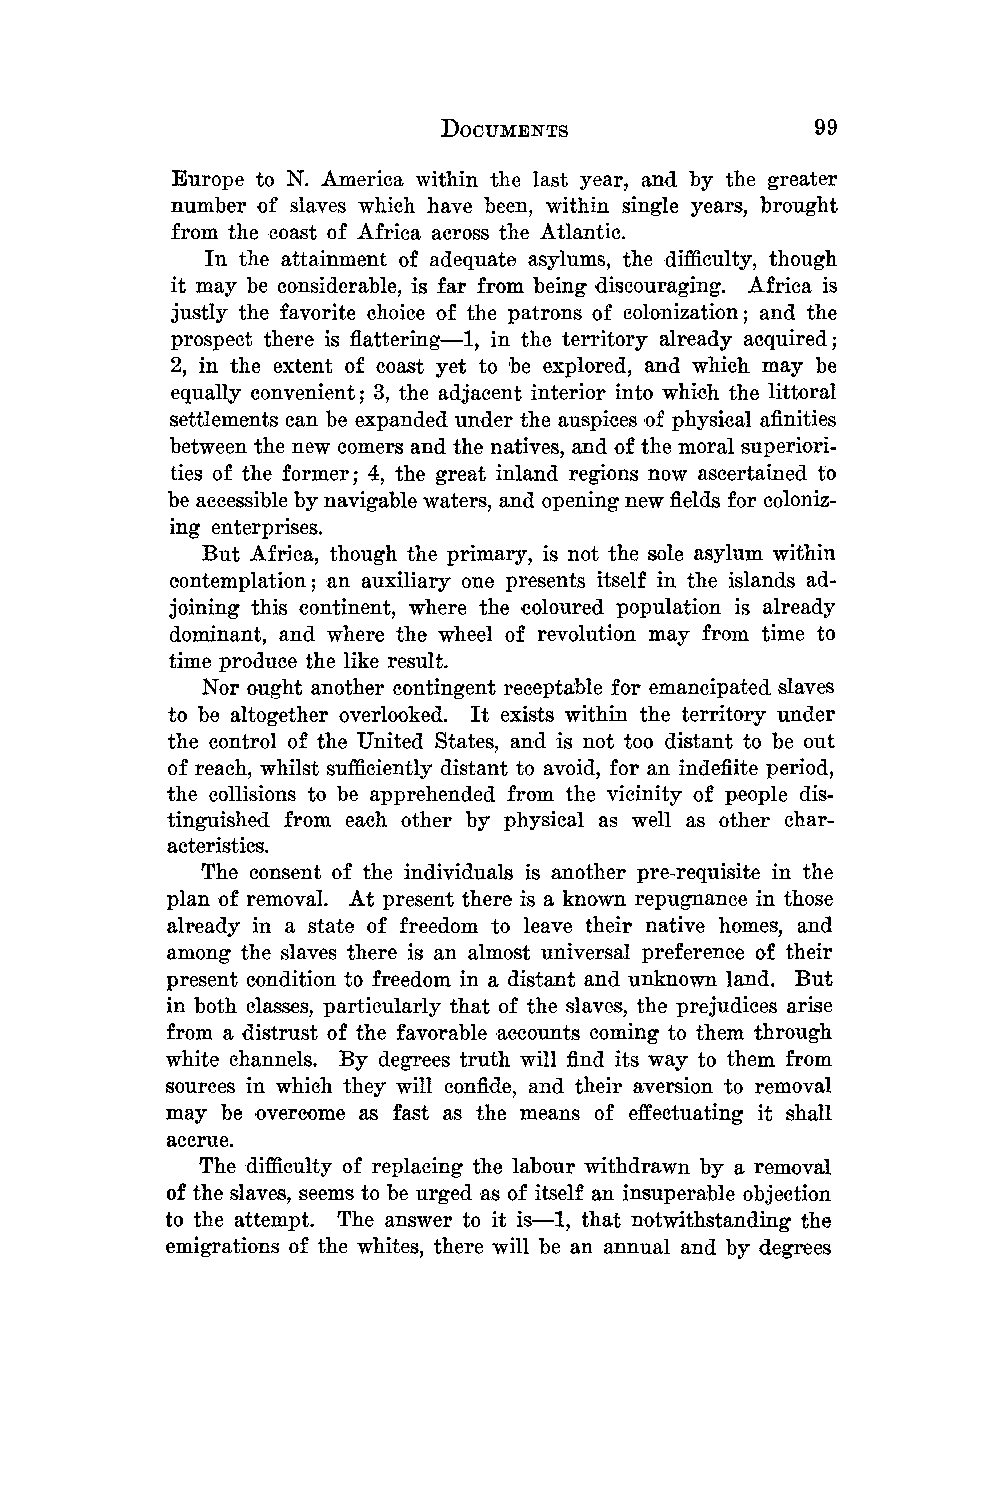 DOCUMENTS 99
Europe to N. America within the last year, and by the greater
number of slaves which have been, within single years, brought
from the coast of Africa across the Atlantic.
In the attainment of adequate asylums, the difficulty, though
it may be considerable, is far from being discouraging. Africa is
justly the favorite choice of the patrons of colonization; and the
prospect there is flattering—1, in the territory already acquired;
2, in the extent of coast yet to be explored, and which may be
equally convenient; 3, the adjacent interior into which the littoral
settlements can be expanded under the auspices of physical afinities
between the new comers and the natives, and of the moral superiori-
ties of the former; 4, the great inland regions now ascertained to
be accessible by navigable waters, and opening new fields for coloniz-
ing enterprises.
But Africa, though the primary, is not the sole asylum within
contemplation; an auxiliary one presents itself in the islands ad-
joining this continent, where the coloured population is already
dominant, and where the wheel of revolution may from time to
time produce the like result.
Nor ought another contingent receptable for emancipated slaves
to be altogether overlooked. It exists within the territory under
the control of the United States, and is not too distant to be out
of reach, whilst sufficiently distant to avoid, for an indefiite period,
the collisions to be apprehended from the vicinity of people dis-
tinguished from each other by physical as well as other char-
acteristics.
The consent of the individuals is another pre-requisite in the
plan of removal. At present there is a known repugnance in those
already in a state of freedom to leave their native homes, and
among the slaves there is an almost universal preference of their
present condition to freedom in a distant and unknown land. But
in both classes, particularly that of the slaves, the prejudices arise
from a distrust of the favorable accounts coming to them through
white channels. By degrees truth will find its way to them from
sources in which they will confide, and their aversion to removal
may be overcome as fast as the means of effectuating it shall
accrue.
The difficulty of replacing the labour withdrawn by a removal
of the slaves, seems to be urged as of itself an insuperable objection
to the attempt. The answer to it is—1, that notwithstanding the
emigrations of the whites, there will be an annual and by degrees